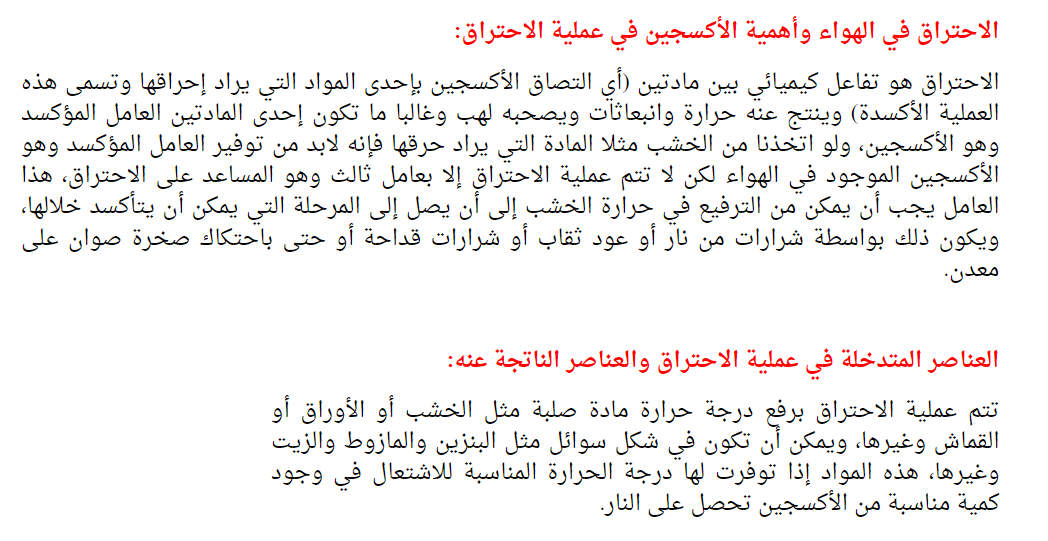 الاحتراق في الهواء وأهمية الأكسجين في عملية الاحتراق:
الاحتراق هو تفاعل كيميائي بين مادتين (أي التصاق الأكسجين بإحدى المواد التي يراد إحراقها وتسمى هذه
العملية الأكسدة) وينتج عنه حرارة وانبعاثات ويصحبه لهب وغالبا ما تكون إحدى المادتين العامل المؤكسد
وهو الأكسجين، ولو اتخذنا من الخشب مثلا المادة التي يراد حرقها فإنه لابد من توفير العامل المؤكسد وهو
الأكسجين الموجود في الهواء لكن لا تتم عملية الاحتراق إلا بعامل ثالث وهو المساعد على الاحتراق، هذا
العامل يجب أن يمكن من الترفيع في حرارة الخشب إلى أن يصل إلى المرحلة التي يمكن أن يتأكسد خلالها،
ويكون ذلك بواسطة شرارات من نار أو عود ثقاب أو شرارات قداحة أو حتى باحتكاك صخرة صوان على
معدن.
العناصر المتدخلة في عملية الاحتراق والعناصر الناتجة عنه:
تتم عملية الاحتراق برفع درجة حرارة مادة صلبة مثل الخشب أو الأوراق أو
القماش وغيرها، ويمكن أن تكون في شكل سوائل مثل البنزين والمازوط والزيت
وغيرها، هذه المواد إذا توفرت لها درجة الحرارة المناسبة للاشتعال في وجود
كمية مناسبة من الأكسجين تحصل على النار.